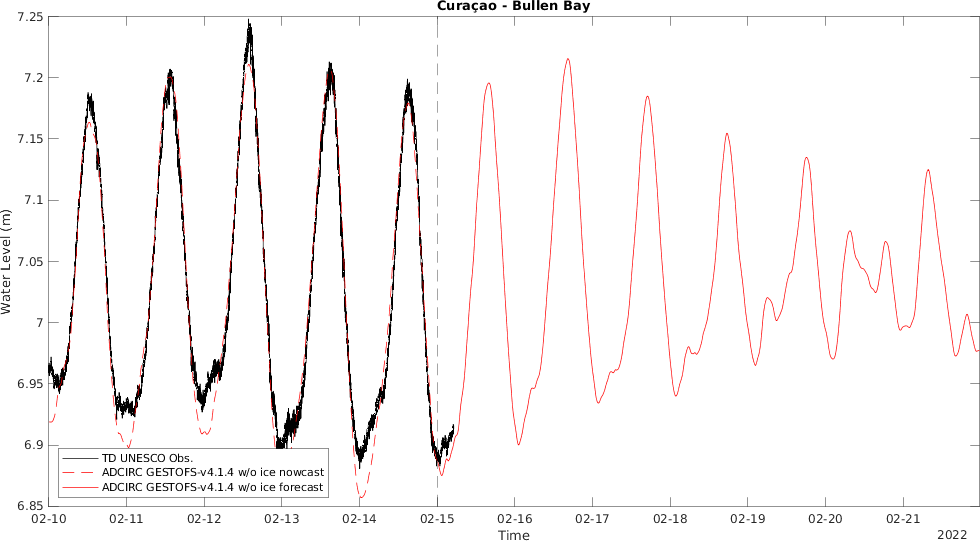 Curaçao - Bullen Bay
7.25
7.2
7.15
7.1
7.05
7
6.95
6.9
6.85
Water Level (m)
TD UNESCO Obs.
ADCIRC GESTOFS-v4.1.4 w/o ice nowcast
ADCIRC GESTOFS-v4.1.4 w/o ice forecast
02-10 02-11 02-12 02-13 02-14 02-15 02-16 02-17 02-18 02-19 02-20 02-21
Time
2022